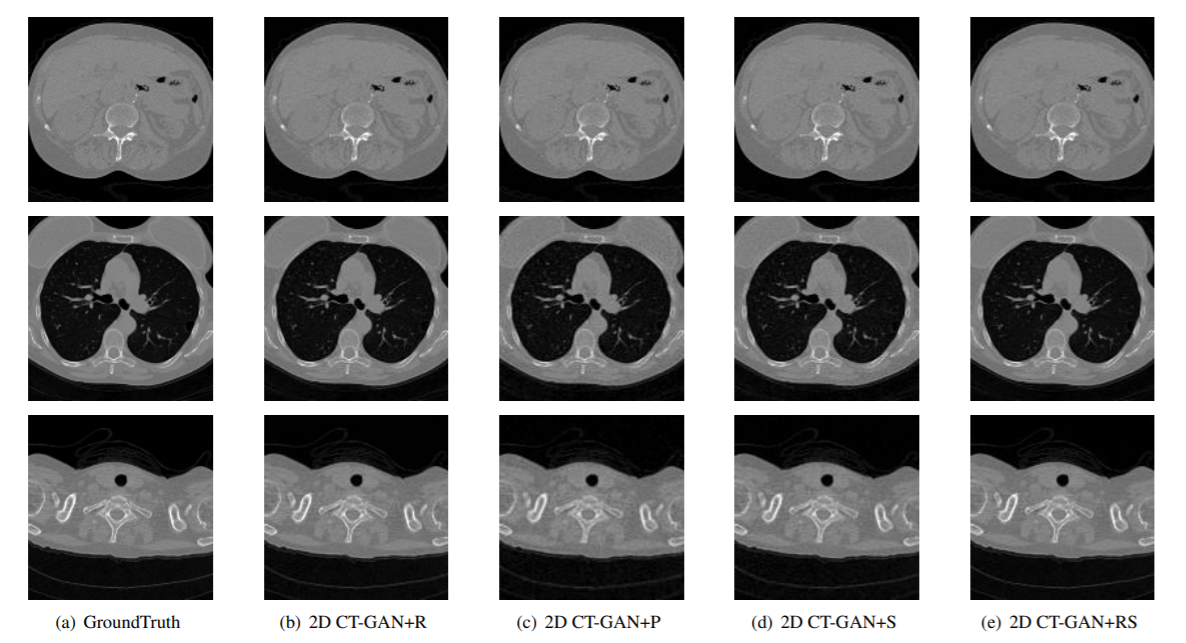 (a) GroundTruth
(b) 2D CT-GAN+R
(c) 2D CT-GAN+P
(d) 2D CT-GAN+S
(e) 2D CT-GAN+RS